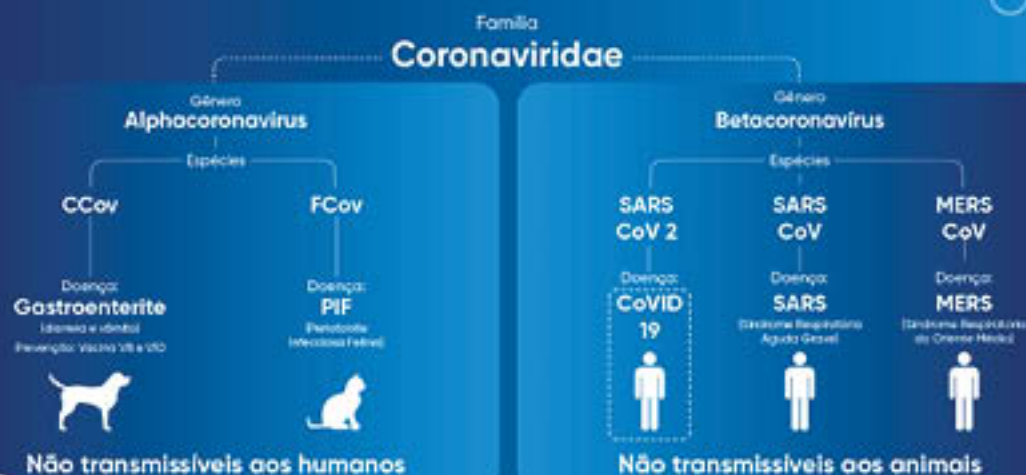 Família
Coronaviridae
Gênero
Alphacoronavirus
Espécies
CCov
FCov
Doença:
Gastroenterite
(diarreia e vômito)
Prevenção: Vacina V8 e V10
Doença:
PIF
(Peritonite
Infecciosa Felina)
Não transmissíveis aos humanos
Gênero
Betacoronavírus
Espécies
SARS
CoV 2
SARS
CoV
MERS
CoV
Doença:
CoVID
19
Doença:
SARS
(Síndrome Respiratória
Aguda Grave)
Doença:
MERS
(Síndrome Respiratória
do Oriente Médio)
Não transmissíveis aos animais